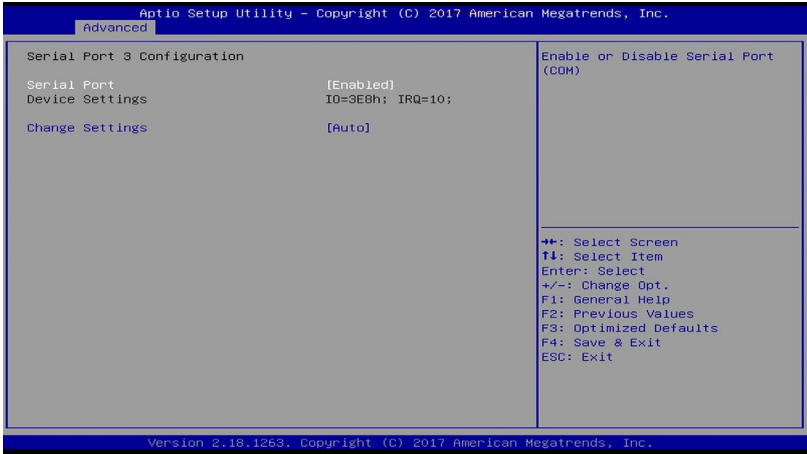 Aptio Setup Utility – Copyright (C) 2017 American Megatrends, Inc.
Advanced
Serial Port 3 Configuration
Serial Port [Enabled]
Device Settings IO=3E8h; IRQ=10;
Change Settings [Auto]
Enable or Disable Serial Port
(COM)
→←: Select Screen
↑↓: Select Item
Enter: Select
+/-: Change Opt.
F1: General Help
F2: Previous Values
F3: Optimized Defaults
F4: Save & Exit
ESC: Exit
Version 2.18.1263. Copyright (C) 2017 American Megatrends, Inc.